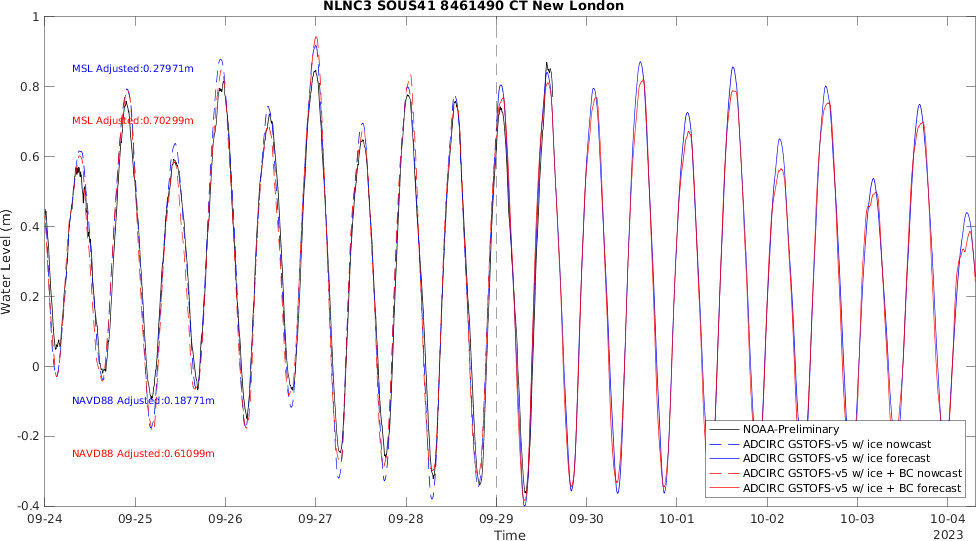 NLNC3 SOUS41 8461490 CT New London
1
0.8
0.6
0.4
0.2
0
-0.2
-0.4
Water Level (m)
MSL Adjusted:0.27971m
MSL Adjusted:0.70299m
NAVD88 Adjusted:0.18771m
NAVD88 Adjusted:0.61099m
NOAA-Preliminary
ADCIRC GSTOFS-v5 w/ ice nowcast
ADCIRC GSTOFS-v5 w/ ice forecast
ADCIRC GSTOFS-v5 w/ ice + BC nowcast
ADCIRC GSTOFS-v5 w/ ice + BC forecast
09-24 09-25 09-26 09-27 09-28 09-29 09-30 10-01 10-02 10-03 10-04
Time 2023